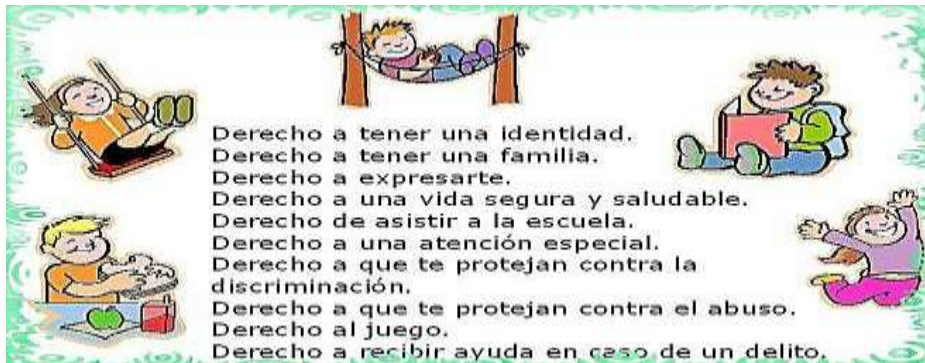 Derecho a tener una identidad.
Derecho a tener una familia.
Derecho a expresarte.
Derecho a una vida segura y saludable.
Derecho de asistir a la escuela.
Derecho a una atención especial.
Derecho a que te protejan contra la
discriminación.
Derecho a que te protejan contra el abuso.
Derecho al juego.
Derecho a recibir ayuda en caso de un delito.